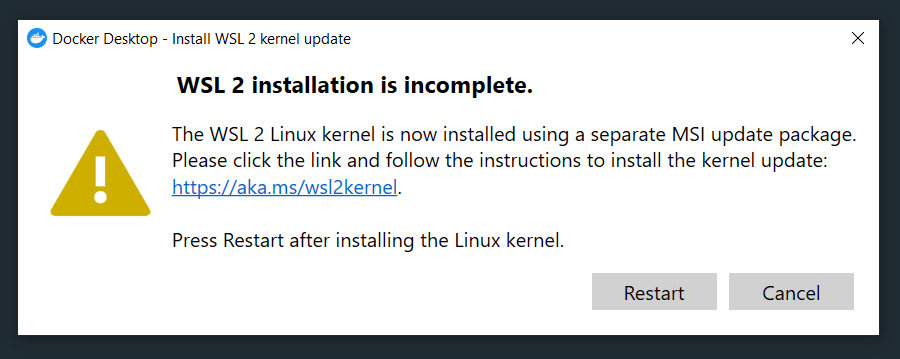 Docker Desktop - Install WSL 2 kernel update
WSL 2 installation is incomplete.
The WSL 2 Linux kernel is now installed using a separate MSI update package.
Please click the link and follow the instructions to install the kernel update:
https://aka.ms/wsl2kernel.
Press Restart after installing the Linux kernel.
Restart Cancel